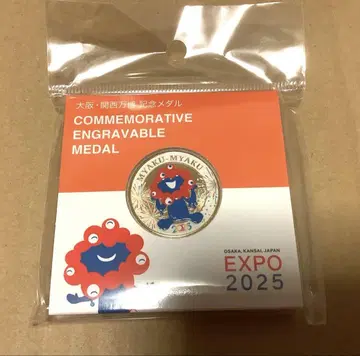 大阪・関西万博 記念メダル
COMMEMORATIVE
ENGRAVABLE
MEDAL
MYAKU-MYAKU
2025
OSAKA, KANSAI, JAPAN
EXPO
2025